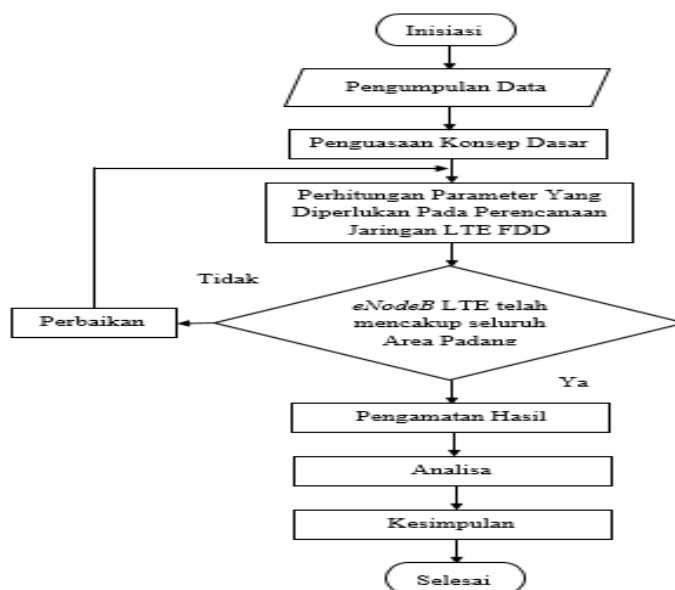 Inisiasi
Pengumpulan Data
Penguasaan Konsep Dasar
Perhitungan Parameter Yang
Diperlukan Pada Perencanaan
Jaringan LTE FDD
Tidak
eNodeB LTE telah
mencakup seluruh
Area Padang
Perbaikan
Ya
Pengamatan Hasil
Analisa
Kesimpulan
Selesai